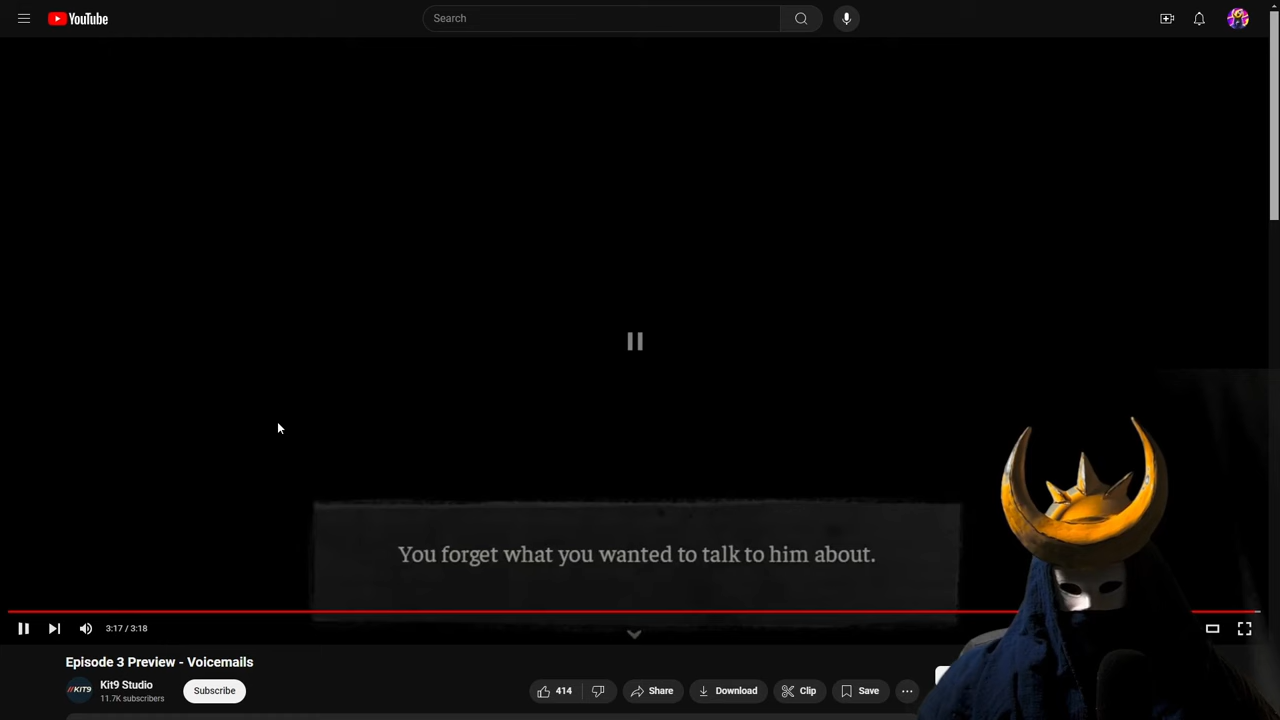 YouTube
Search
You forget what you wanted to talk to him about.
3:17 / 3:18
Episode 3 Preview - Voicemails
//KIT9
Kit9 Studio
11.7K subscribers
Subscribe
414
Share
Download
Clip
Save